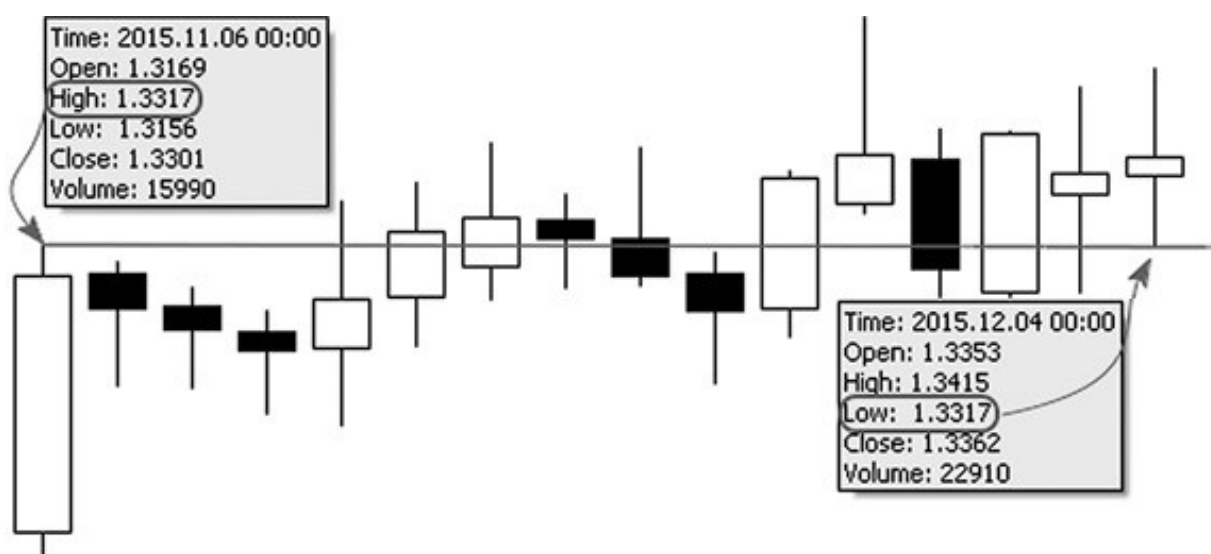 Time: 2015.11.06 00:00
Open: 1.3169
High: 1.3317
Low: 1.3156
Close: 1.3301
Volume: 15990
Time: 2015.12.04 00:00
Open: 1.3353
High: 1.3415
Low: 1.3317
Close: 1.3362
Volume: 22910